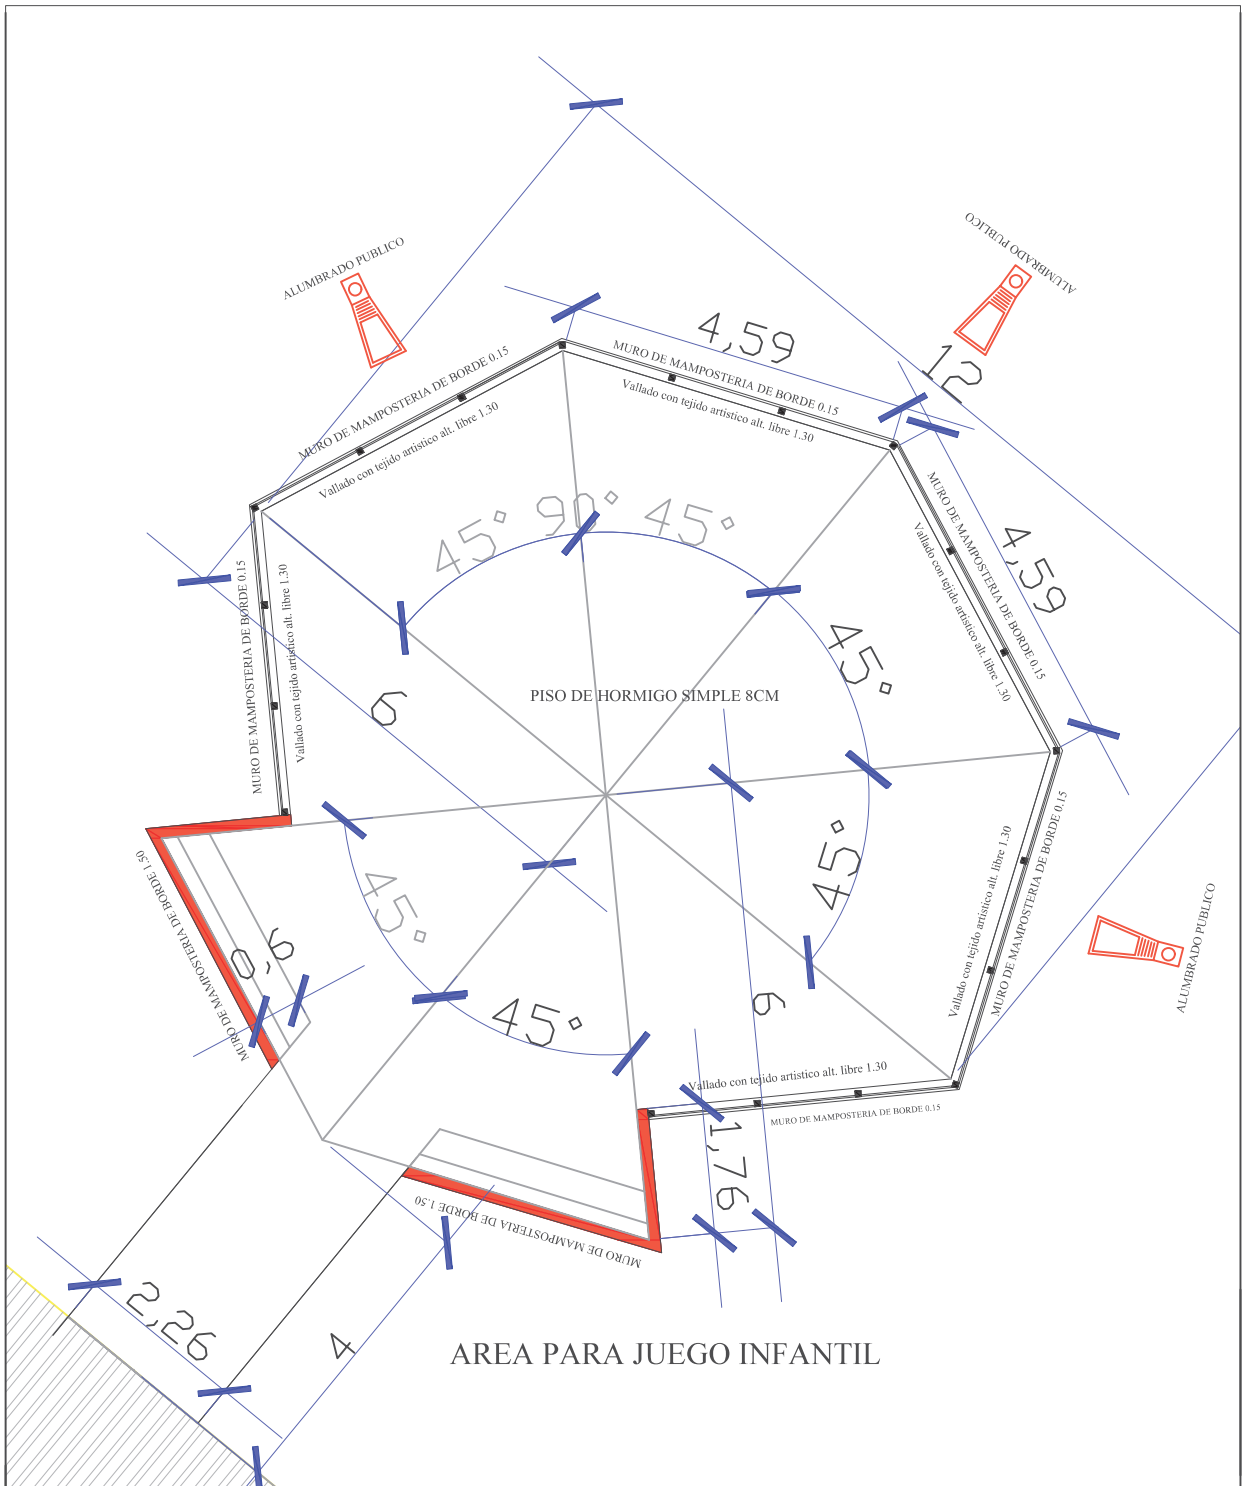 ALUMBRADO PUBLICO
ALUMBRADO PUBLICO
4,59
12
MURO DE MAMPOSTERIA DE BORDE 0.15
Vallado con tejido artistico alt. libre 1.30
MURO DE MAMPOSTERIA DE BORDE 0.15
Vallado con tejido artistico alt. libre 1.30
45°
90°
45°
4,59
MURO DE MAMPOSTERIA DE BORDE 0.15
Vallado con tejido artistico alt. libre 1.30
MURO DE MAMPOSTERIA DE BORDE 0.15
Vallado con tejido artistico alt. libre 1.30
45°
6
PISO DE HORMIGO SIMPLE 8CM
45°
45°
MURO DE MAMPOSTERIA DE BORDE 1.50
0,6
45°
6
Vallado con tejido artistico alt. libre 1.30
MURO DE MAMPOSTERIA DE BORDE 0.15
ALUMBRADO PUBLICO
Vallado con tejido artistico alt. libre 1.30
MURO DE MAMPOSTERIA DE BORDE 0.15
1,76
MURO DE MAMPOSTERIA DE BORDE 1.50
2,26
4
AREA PARA JUEGO INFANTIL